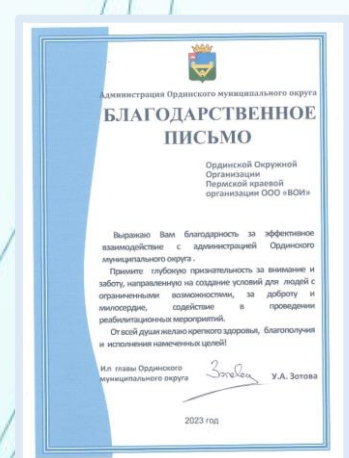 Администрация Ординского муниципального округа
БЛАГОДАРСТВЕННОЕ
ПИСЬМО
Ординской Окружной
Организации
Пермской краевой
организации ООО «ВОИ»
Выражаю Вам благодарность за эффективное
взаимодействие с администрацией Ординского
муниципального округа .
Примите глубокую признательность за внимание и
заботу, направленную на создание условий для людей с
ограниченными возможностями, за доброту и
милосердие, содействие в проведении
реабилитационных мероприятий.
От всей души желаю крепкого здоровья, благополучия
и исполнения намеченных целей!
И.п главы Ординского
муниципального округа У.А. Зотова
2023 год